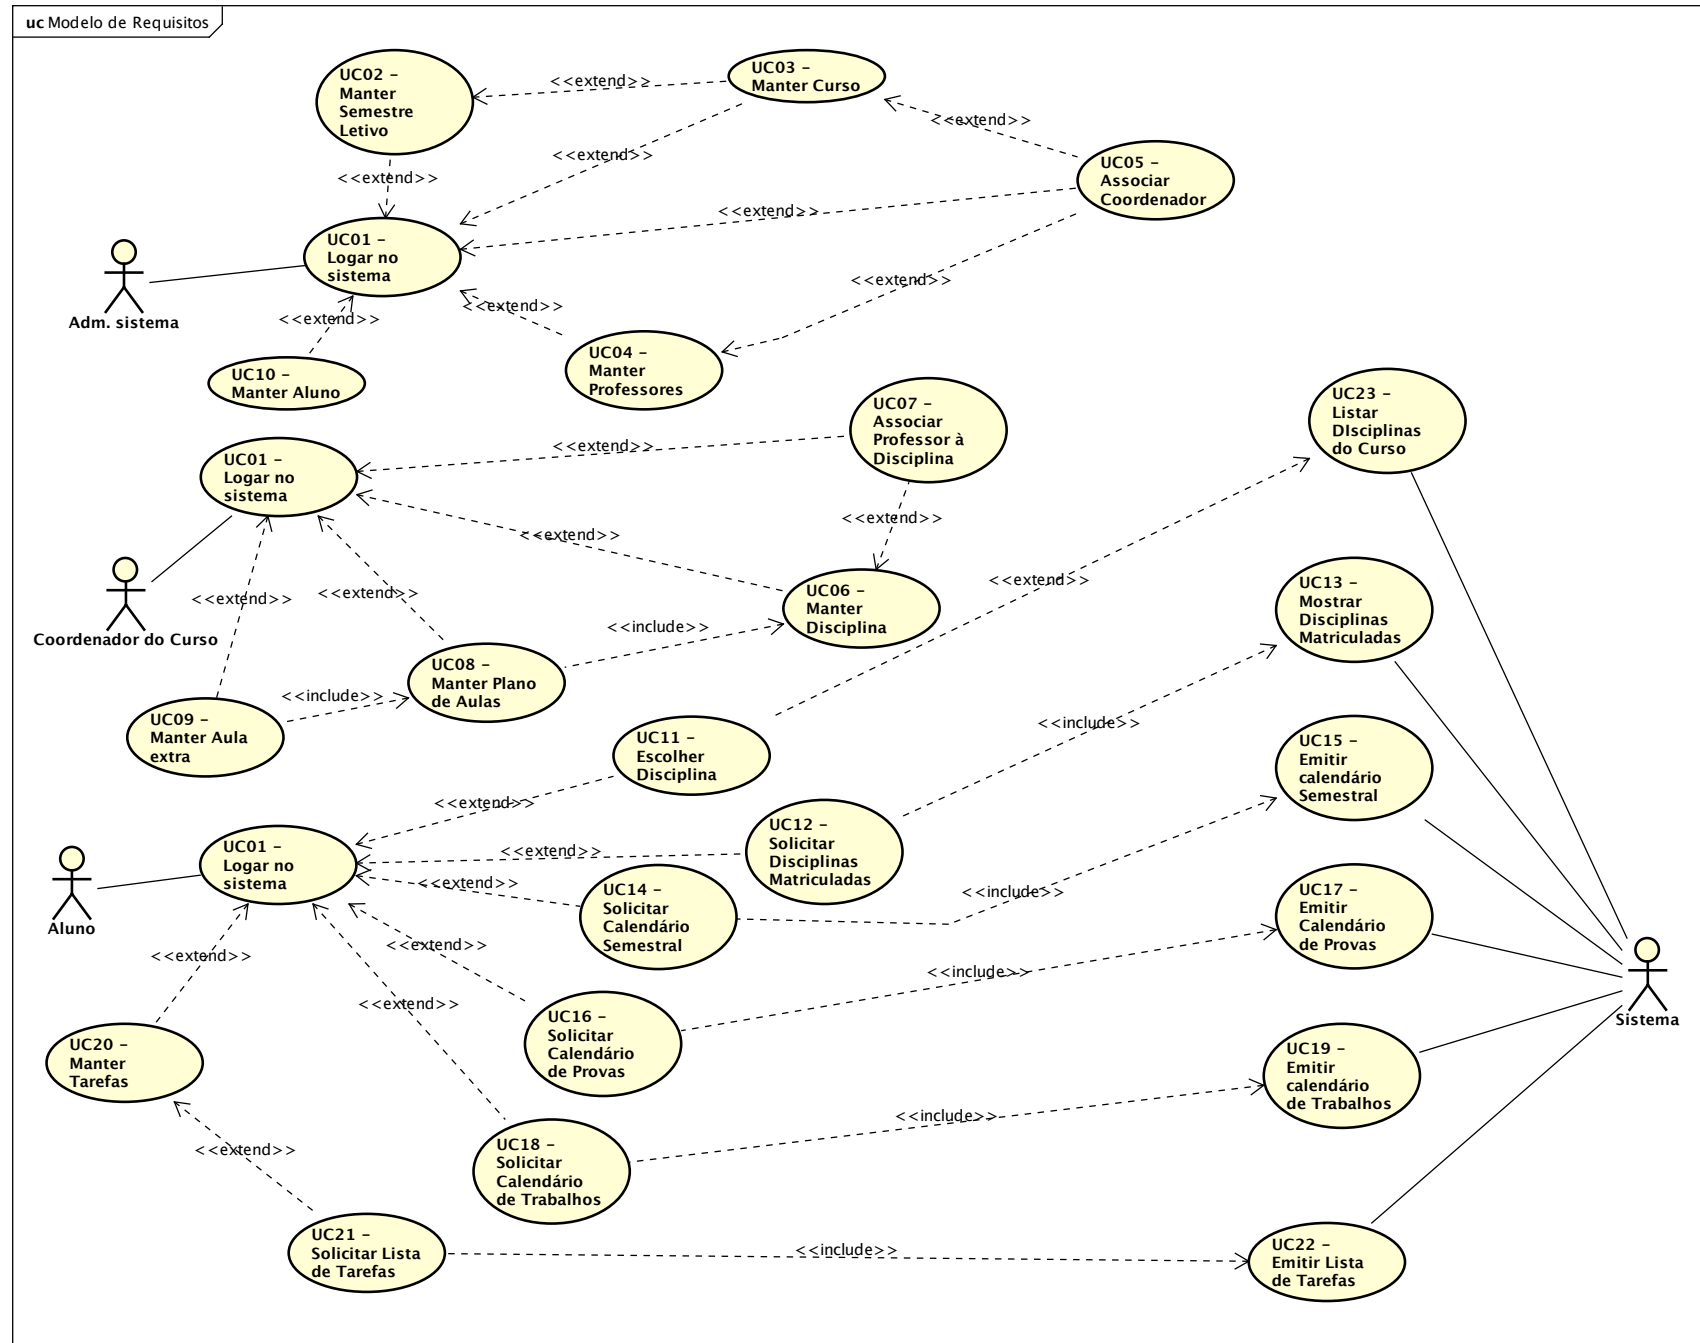 uc Modelo de Requisitos
UC02 -
Manter
Semestre
Letivo
<<extend>>
UC03 -
Manter Curso
<<extend>>
<<extend>>
<<extend>>
UC05 -
Associar
Coordenador
<<extend>>
UC01 -
Logar no
sistema
Adm. sistema
<<extend>>
<<extend>>
<<extend>>
UC10 -
Manter Aluno
UC04 -
Manter
Professores
UC07 -
Associar
Professor à
Disciplina
UC23 -
Listar
DIsciplinas
do Curso
<<extend>>
UC01 -
Logar no
sistema
<<extend>>
<<extend>>
<<extend>>
Coordenador do Curso
<<extend>>
<<extend>>
UC06 -
Manter
Disciplina
<<include>>
UC13 -
Mostrar
Disciplinas
Matriculadas
UC08 -
Manter Plano
de Aulas
<<include>>
UC09 -
Manter Aula
extra
UC11 -
Escolher
Disciplina
<<include>>
UC15 -
Emitir
calendário
Semestral
<<extend>>
UC01 -
Logar no
sistema
<<extend>>
UC12 -
Solicitar
Disciplinas
Matriculadas
Aluno
<<extend>>
UC14 -
Solicitar
Calendário
Semestral
<<include>>
UC17 -
Emitir
Calendário
de Provas
<<extend>>
<<extend>>
<<extend>>
<<include>>
Sistema
UC16 -
Solicitar
Calendário
de Provas
UC20 -
Manter
Tarefas
UC19 -
Emitir
calendário
de Trabalhos
<<include>>
<<extend>>
UC18 -
Solicitar
Calendário
de Trabalhos
UC21 -
Solicitar Lista
de Tarefas
<<include>>
UC22 -
Emitir Lista
de Tarefas